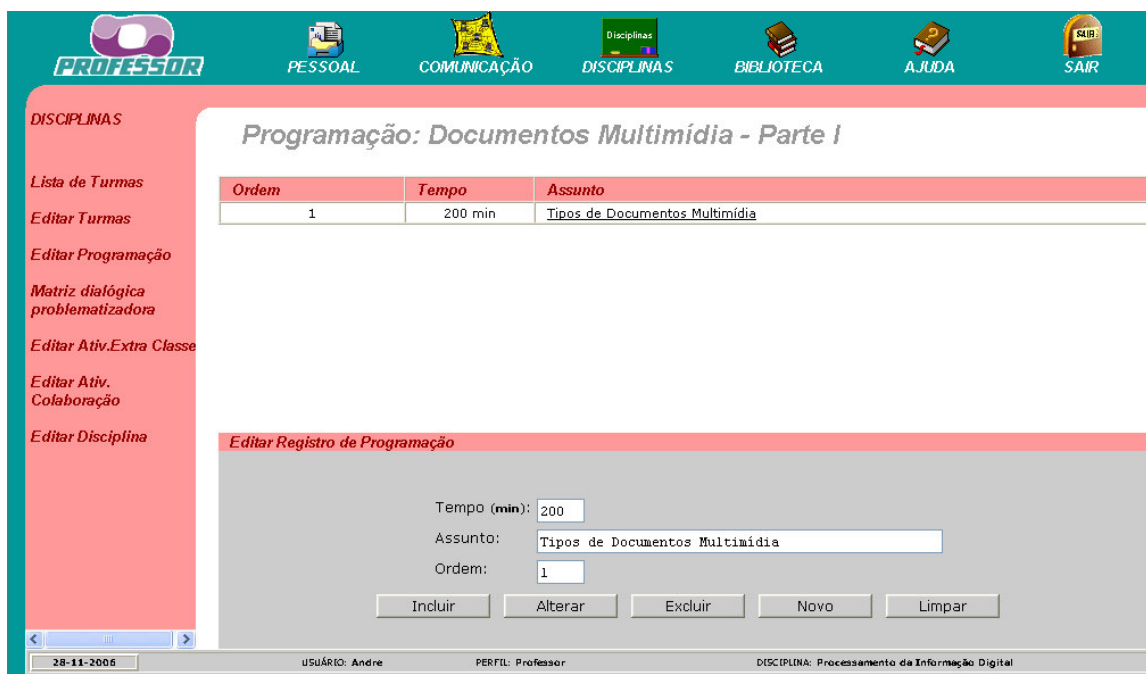 PROFESSOR
PESSOAL
COMUNICAÇÃO
Disciplinas
DISCIPLINAS
BIBLIOTECA
AJUDA
SAIR
SAIR
DISCIPLINAS
Lista de Turmas
Editar Turmas
Editar Programação
Matriz dialógica
problematizadora
Editar Ativ.Extra Classe
Editar Ativ.
Colaboração
Editar Disciplina
Programação: Documentos Multimídia - Parte I
Ordem Tempo Assunto
1 200 min Tipos de Documentos Multimídia
Editar Registro de Programação
Tempo (min): 200
Assunto: Tipos de Documentos Multimídia
Ordem: 1
Incluir Alterar Excluir Novo Limpar
28-11-2006 USUÁRIO: Andre PERFIL: Professor DISCIPLINA: Processamento da Informação Digital